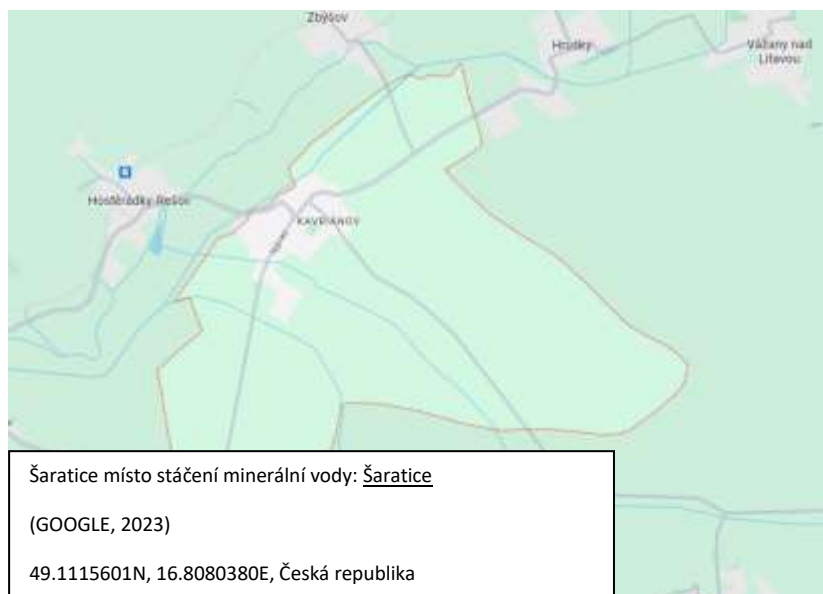 Zbýšov
Hrušky
Vážany nad
Litavou
Hostěrádky-Rešov
Šaratice místo stáčení minerální vody: Šaratice
(GOOGLE, 2023)
49.1115601N, 16.8080380E, Česká republika